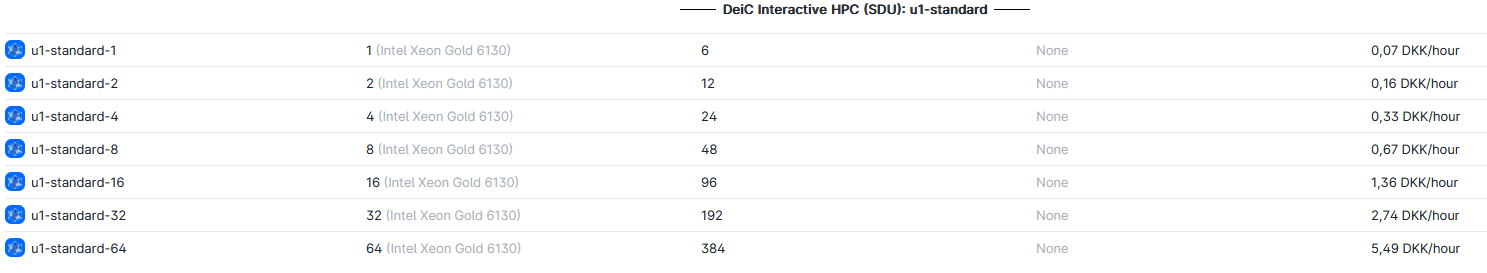 DeiC Interactive HPC (SDU): u1-standard
u1-standard-1 1 (Intel Xeon Gold 6130) 6 None 0,07 DKK/hour
u1-standard-2 2 (Intel Xeon Gold 6130) 12 None 0,16 DKK/hour
u1-standard-4 4 (Intel Xeon Gold 6130) 24 None 0,33 DKK/hour
u1-standard-8 8 (Intel Xeon Gold 6130) 48 None 0,67 DKK/hour
u1-standard-16 16 (Intel Xeon Gold 6130) 96 None 1,36 DKK/hour
u1-standard-32 32 (Intel Xeon Gold 6130) 192 None 2,74 DKK/hour
u1-standard-64 64 (Intel Xeon Gold 6130) 384 None 5,49 DKK/hour